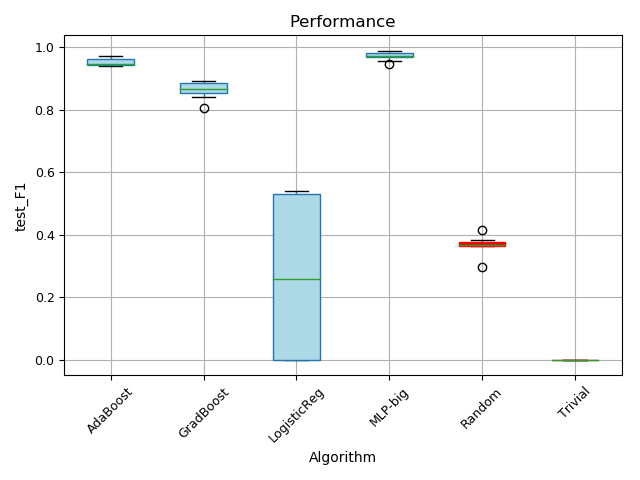 Performance
1.0
0.8
0.6
0.4
0.2
0.0
test_F1
AdaBoost
GradBoost
LogisticReg
MLP-big
Random
Trivial
Algorithm